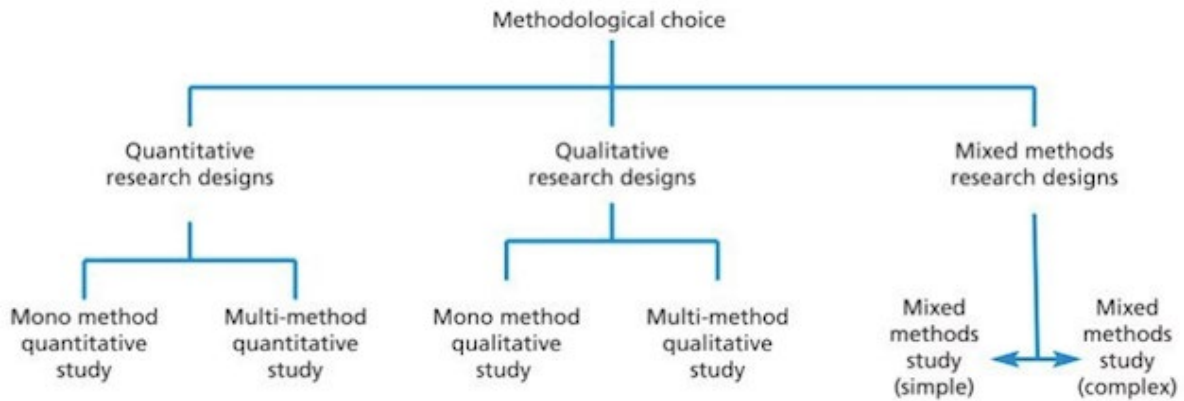 Methodological choice
Quantitative
research designs
Qualitative
research designs
Mixed methods
research designs
Mono method
quantitative
study
Multi-method
quantitative
study
Mono method
qualitative
study
Multi-method
qualitative
study
Mixed
methods
study
(simple)
Mixed
methods
study
(complex)